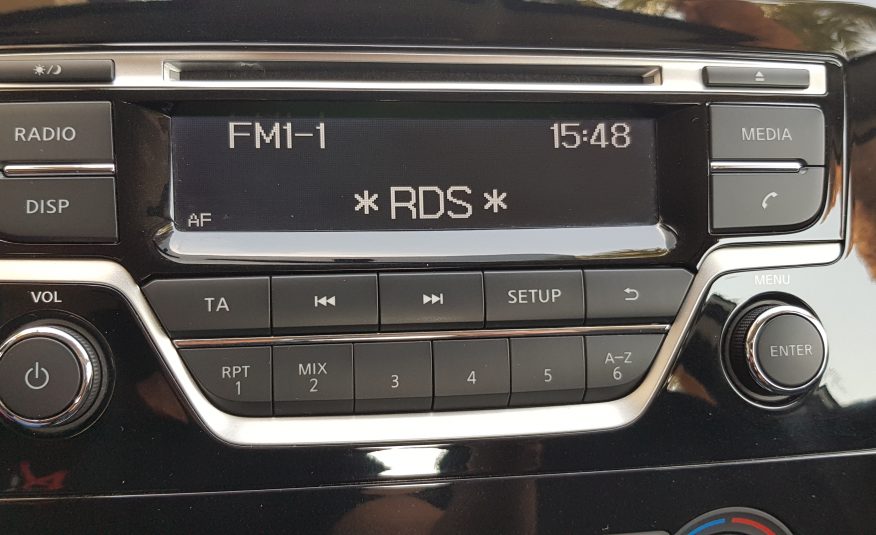 RADIO
DISP
FM1-1 15:48
* RDS *
AF
MEDIA
VOL
TA
SETUP
MENU
ENTER
RPT MIX A-Z
1 2 3 4 5 6